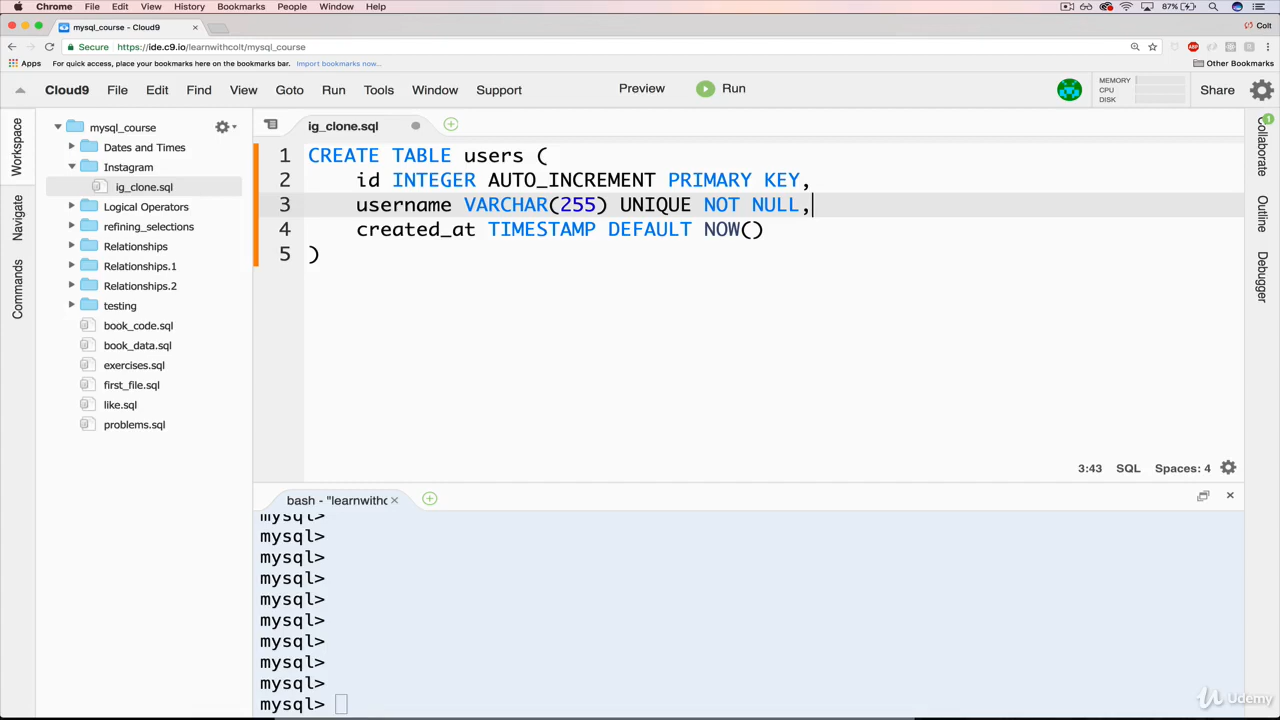 Chrome File Edit View History Bookmarks People Window Help 87% Colt
mysql_course - Cloud9 Colt
Secure https://ide.c9.io/learnwithcolt/mysql_course ABP
Apps For quick access, place your bookmarks here on the bookmarks bar. Import bookmarks now... Other Bookmarks
Cloud9 File Edit Find View Goto Run Tools Window Support Preview Run MEMORY CPU DISK Share
Workspace
Navigate
Commands
mysql_course
Dates and Times
Instagram
ig_clone.sql
Logical Operators
refining_selections
Relationships
Relationships.1
Relationships.2
testing
book_code.sql
book_data.sql
exercises.sql
first_file.sql
like.sql
problems.sql
ig_clone.sql
1 CREATE TABLE users (
2 id INTEGER AUTO_INCREMENT PRIMARY KEY,
3 username VARCHAR(255) UNIQUE NOT NULL,
4 created_at TIMESTAMP DEFAULT NOW()
5 )
3:43 SQL Spaces: 4
Collaborate 1
Outline
Debugger
bash - "learnwithc
mysql>
mysql>
mysql>
mysql>
mysql>
mysql>
mysql>
mysql>
mysql>
mysql>
Udemy